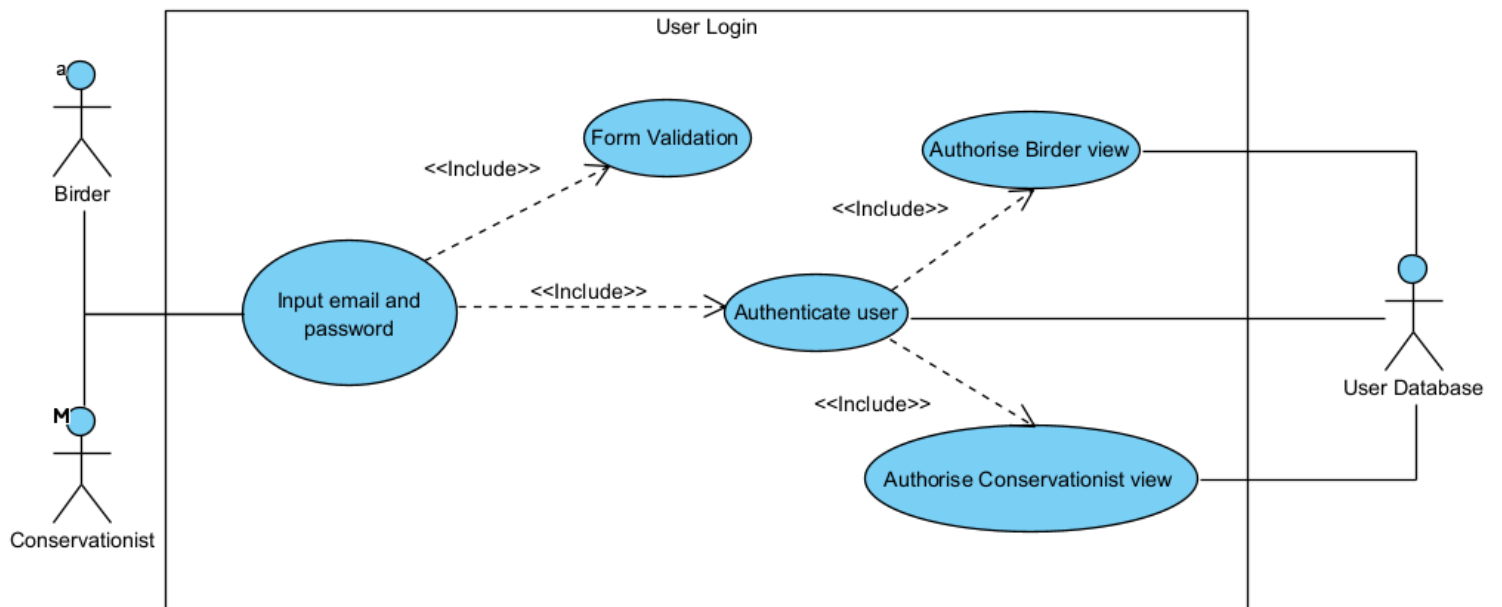 User Login
a
Birder
Form Validation
Authorise Birder view
<<Include>>
<<Include>>
Input email and
password
<<Include>>
Authenticate user
User Database
<<Include>>
M
Conservationist
Authorise Conservationist view